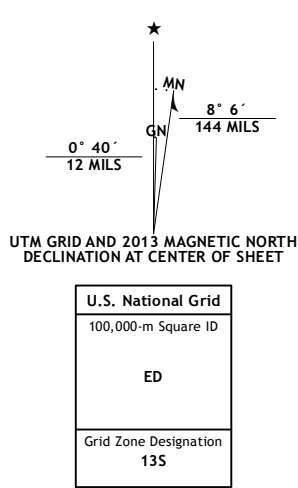 ★
MN
GN
8° 6´
144 MILS
0° 40´
12 MILS
UTM GRID AND 2013 MAGNETIC NORTH
DECLINATION AT CENTER OF SHEET
U.S. National Grid
100,000-m Square ID
ED
Grid Zone Designation
13S